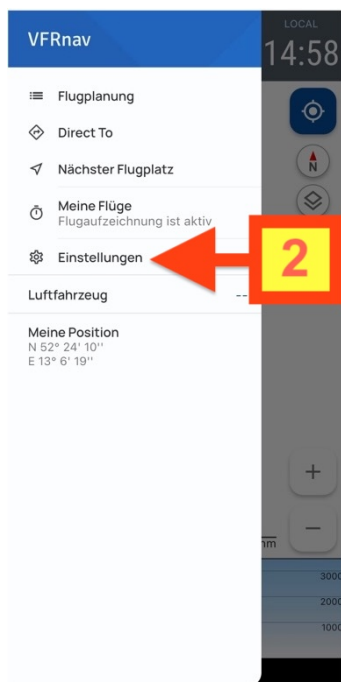 VFRnav
LOCAL
14:58
Flugplanung
Direct To
Nächster Flugplatz
N
Meine Flüge
Flugaufzeichnung ist aktiv
Einstellungen
2
Luftfahrzeug --
Meine Position
N 52° 24' 10''
E 13° 6' 19''
+
−
nm
3000
2000
1000